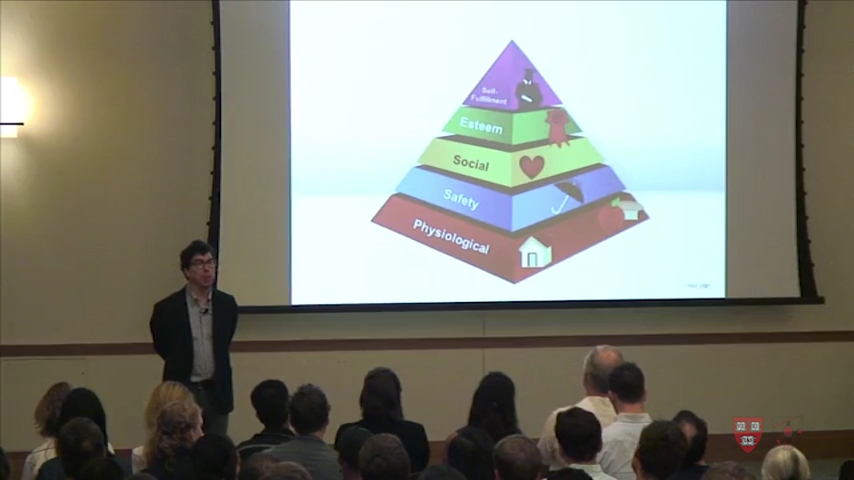 Self-
Fulfillment
Esteem
Social
Safety
Physiological